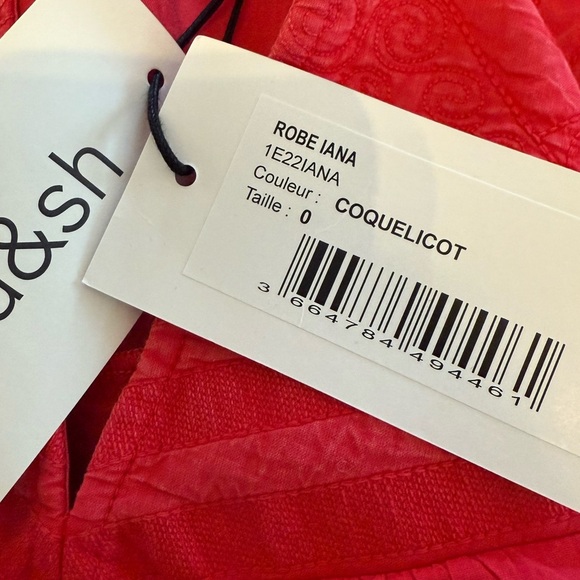 &sh
ROBE IANA
1E22IANA
Couleur : COQUELICOT
Taille : 0
3 664784 494461